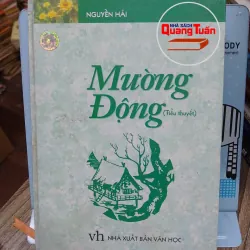 NGUYỄN HẢI
NHÀ SÁCH
Quang Tuấn
Mường
Động
(Tiểu thuyết)
vh NHÀ XUẤT BẢN VĂN HỌC